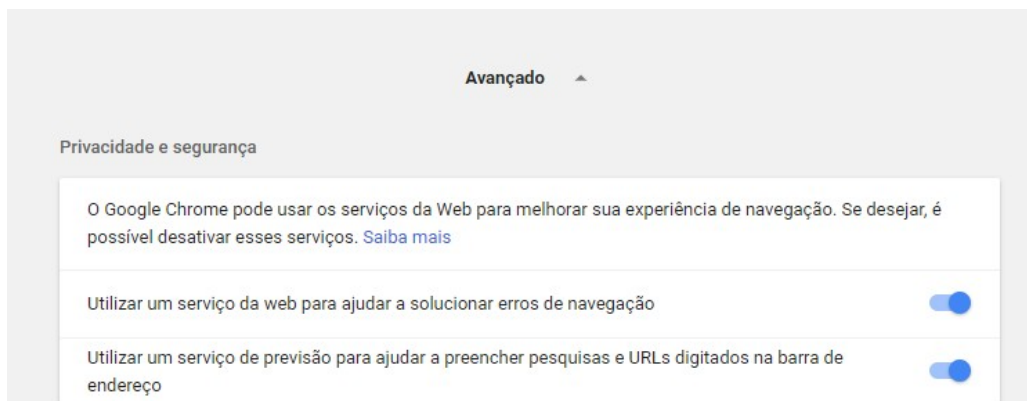 Avançado
Privacidade e segurança
O Google Chrome pode usar os serviços da Web para melhorar sua experiência de navegação. Se desejar, é
possível desativar esses serviços. Saiba mais
Utilizar um serviço da web para ajudar a solucionar erros de navegação
Utilizar um serviço de previsão para ajudar a preencher pesquisas e URLs digitados na barra de
endereço